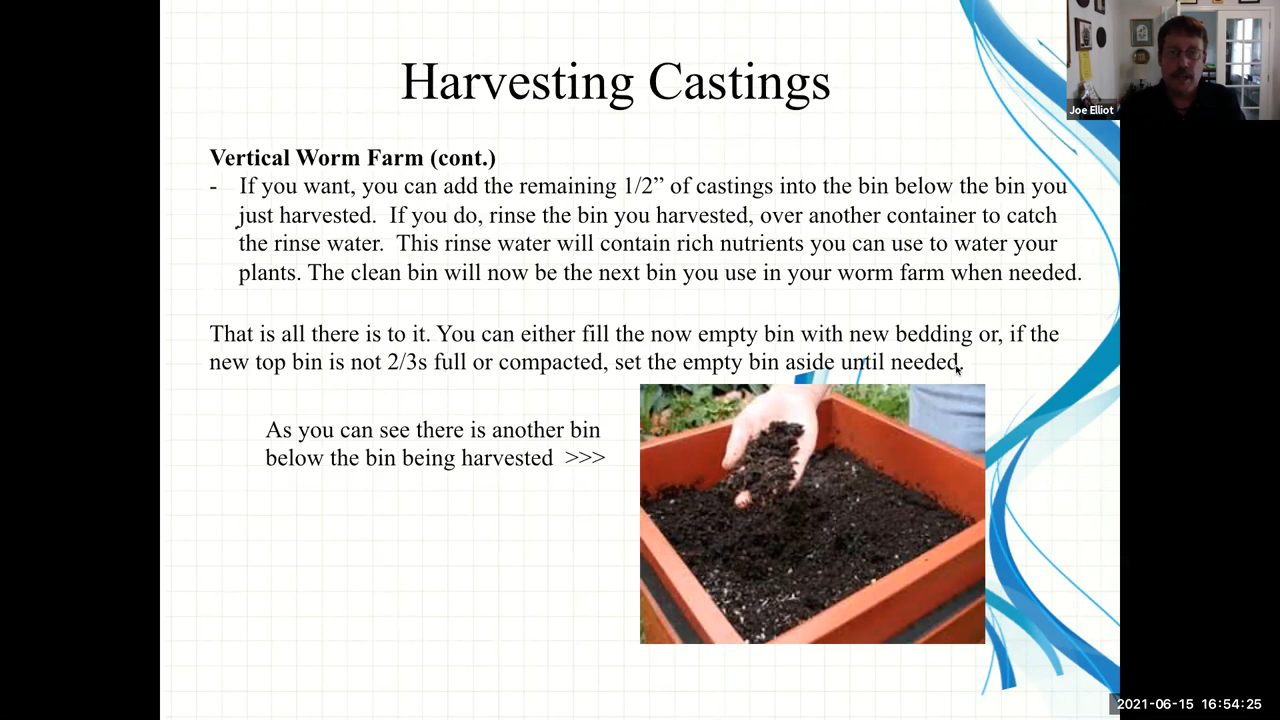 Harvesting Castings
Joe Elliot
Vertical Worm Farm (cont.)
- If you want, you can add the remaining 1/2” of castings into the bin below the bin you
just harvested.  If you do, rinse the bin you harvested, over another container to catch
the rinse water.  This rinse water will contain rich nutrients you can use to water your
plants. The clean bin will now be the next bin you use in your worm farm when needed.
That is all there is to it. You can either fill the now empty bin with new bedding or, if the
new top bin is not 2/3s full or compacted, set the empty bin aside until needed.
As you can see there is another bin
below the bin being harvested  >>>
2021-06-15 16:54:25